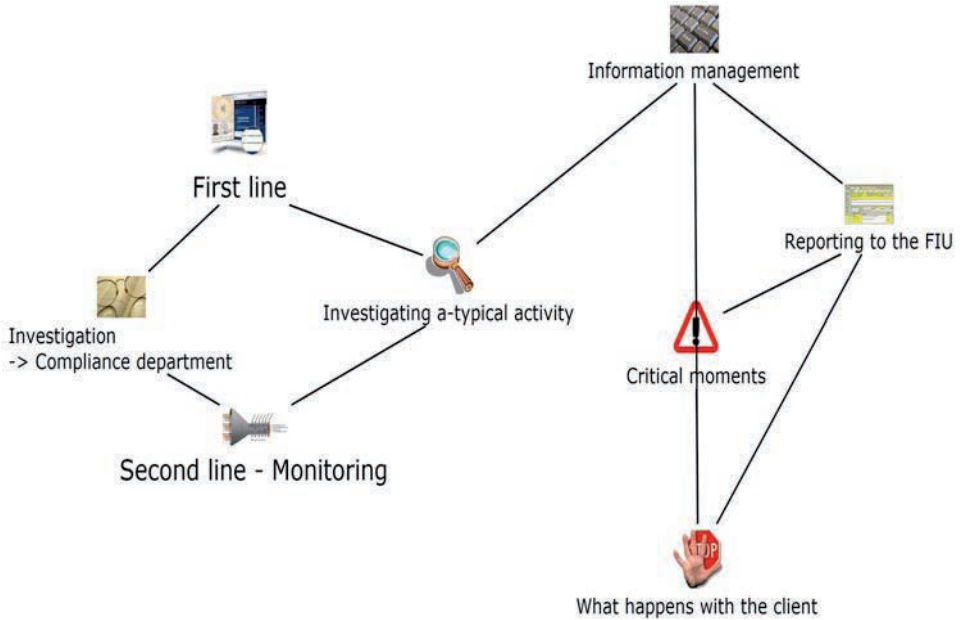 Information management
First line
Reporting to the FIU
Investigating a-typical activity
Investigation
-> Compliance department
Critical moments
Second line - Monitoring
TOP
What happens with the client